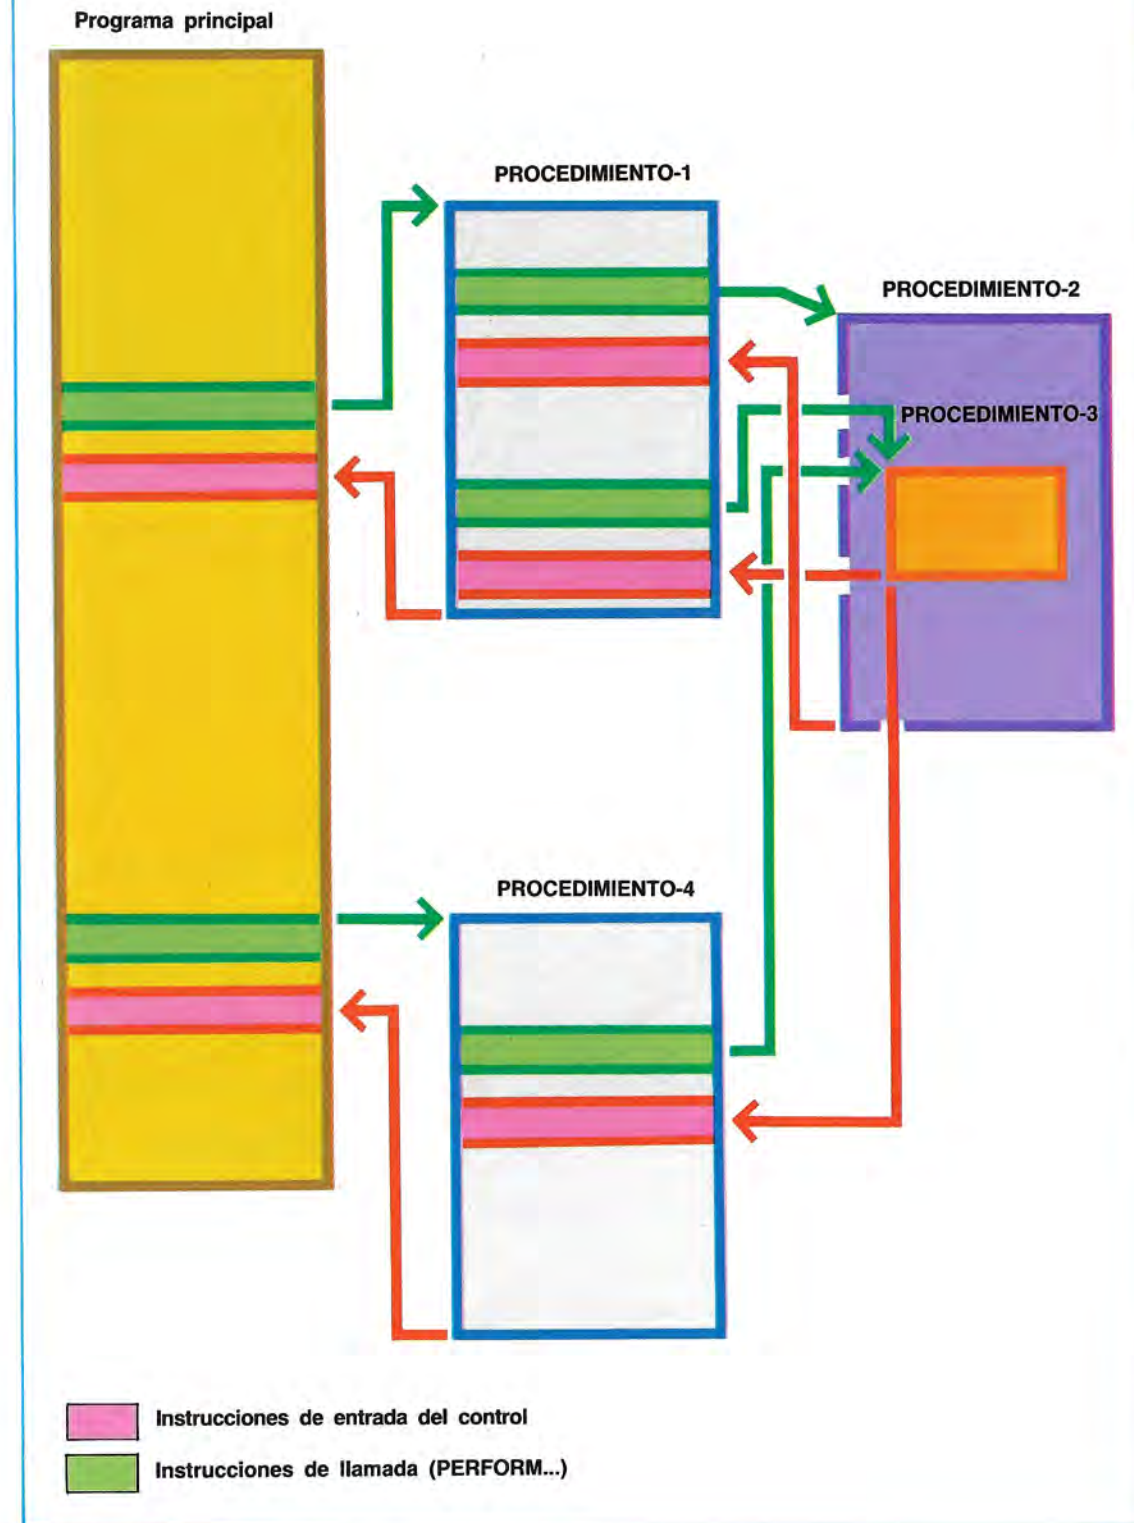 Programa principal
PROCEDIMIENTO-1
PROCEDIMIENTO-2
PROCEDIMIENTO-3
PROCEDIMIENTO-4
Instrucciones de entrada del control
Instrucciones de llamada (PERFORM...)